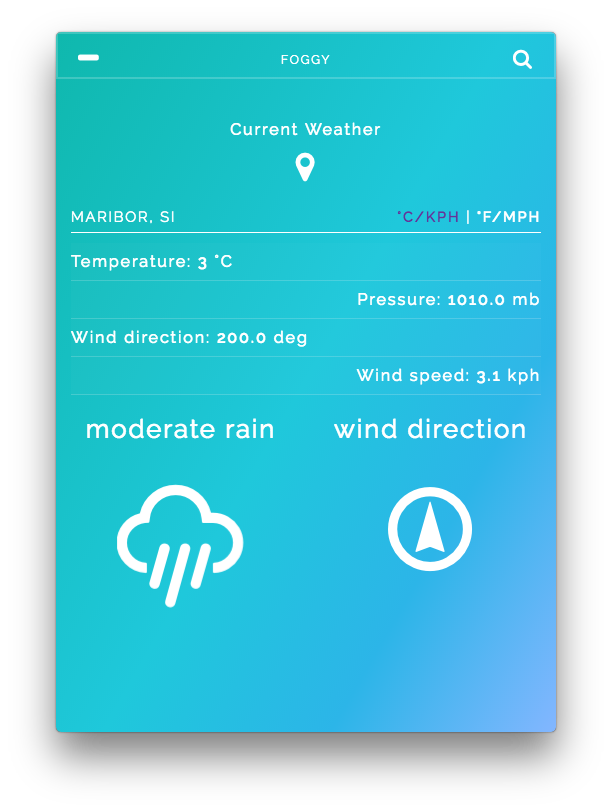 FOGGY
Current Weather
MARIBOR, SI °C/KPH | °F/MPH
Temperature: 3 °C
Pressure: 1010.0 mb
Wind direction: 200.0 deg
Wind speed: 3.1 kph
moderate rain wind direction